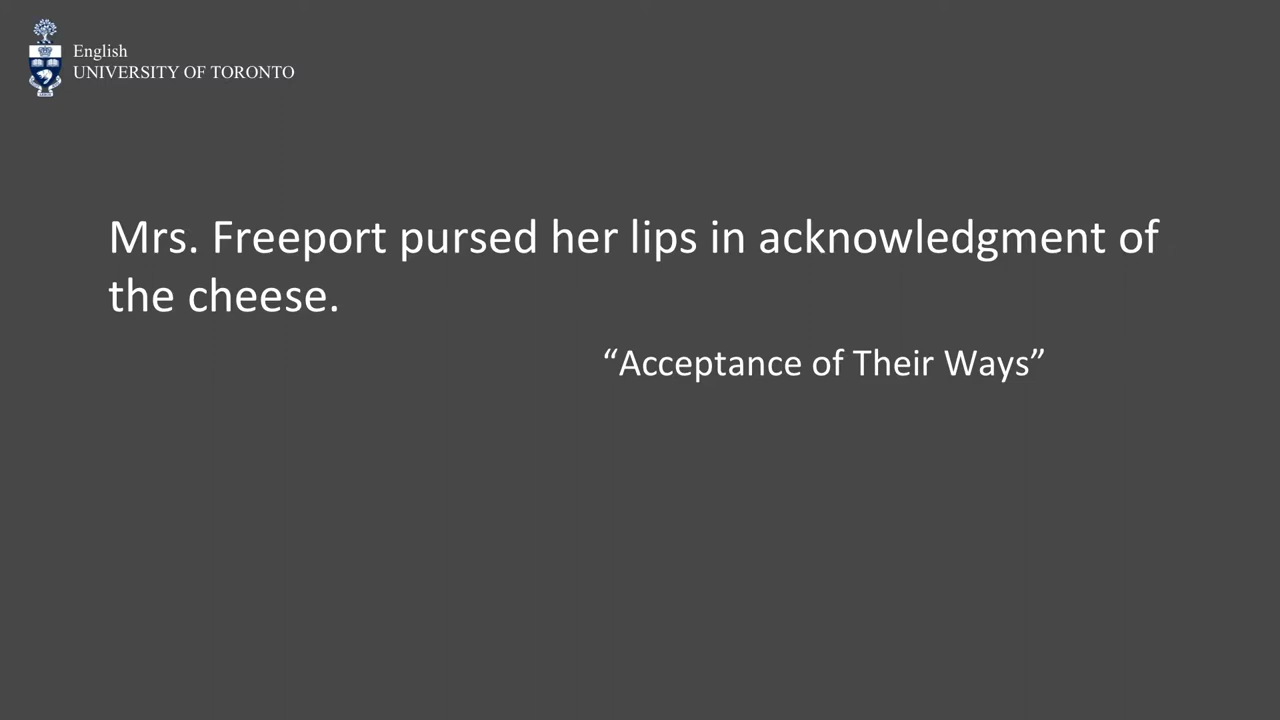 English
UNIVERSITY OF TORONTO
Mrs. Freeport pursed her lips in acknowledgment of
the cheese.
“Acceptance of Their Ways”